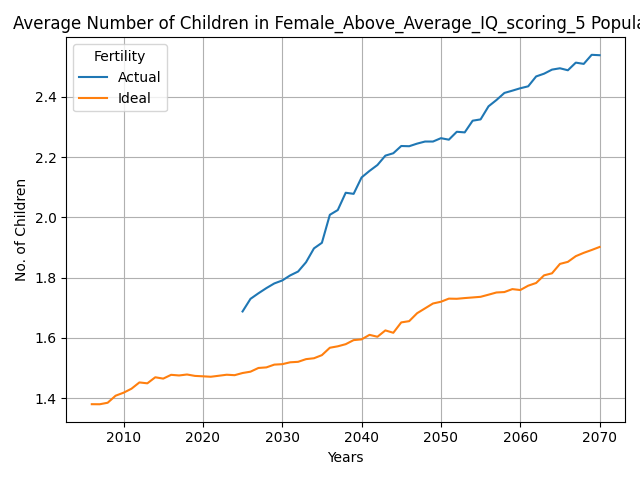 Average Number of Children in Female_Above_Average_IQ_scoring_5 Popula
Fertility
Actual
Ideal
No. of Children
2.4
2.2
2.0
1.8
1.6
1.4
2010 2020 2030 2040 2050 2060 2070
Years